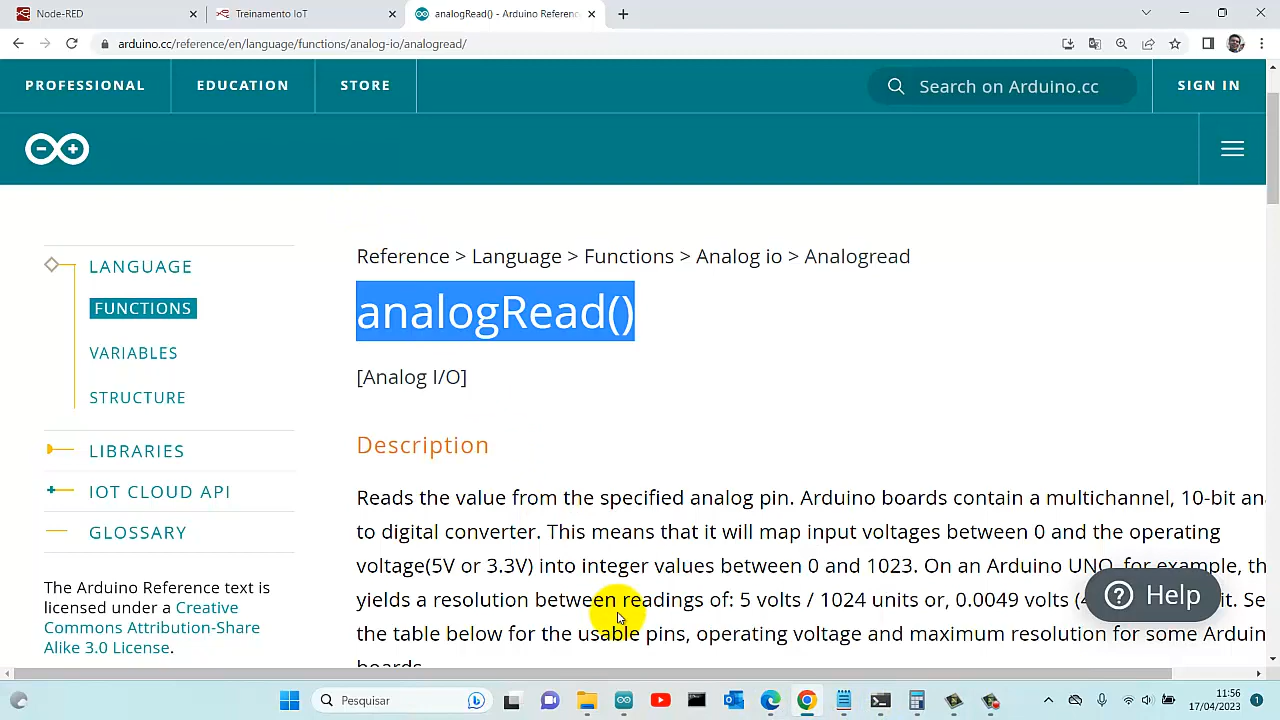 Node-RED
Treinamento IoT
analogRead() - Arduino Referenc
arduino.cc/reference/en/language/functions/analog-io/analogread/
PROFESSIONAL
EDUCATION
STORE
Search on Arduino.cc
SIGN IN
LANGUAGE
FUNCTIONS
VARIABLES
STRUCTURE
LIBRARIES
IOT CLOUD API
GLOSSARY
The Arduino Reference text is
licensed under a Creative
Commons Attribution-Share
Alike 3.0 License.
Reference > Language > Functions > Analog io > Analogread
analogRead()
[Analog I/O]
Description
Reads the value from the specified analog pin. Arduino boards contain a multichannel, 10-bit
to digital converter. This means that it will map input voltages between 0 and the operating
voltage(5V or 3.3V) into integer values between 0 and 1023. On an Arduino UNO, for example,
yields a resolution between readings of: 5 volts / 1024 units or, 0.0049 volts
the table below for the usable pins, operating voltage and maximum resolution for some
boards.
Help
Pesquisar
11:56
17/04/2023
1